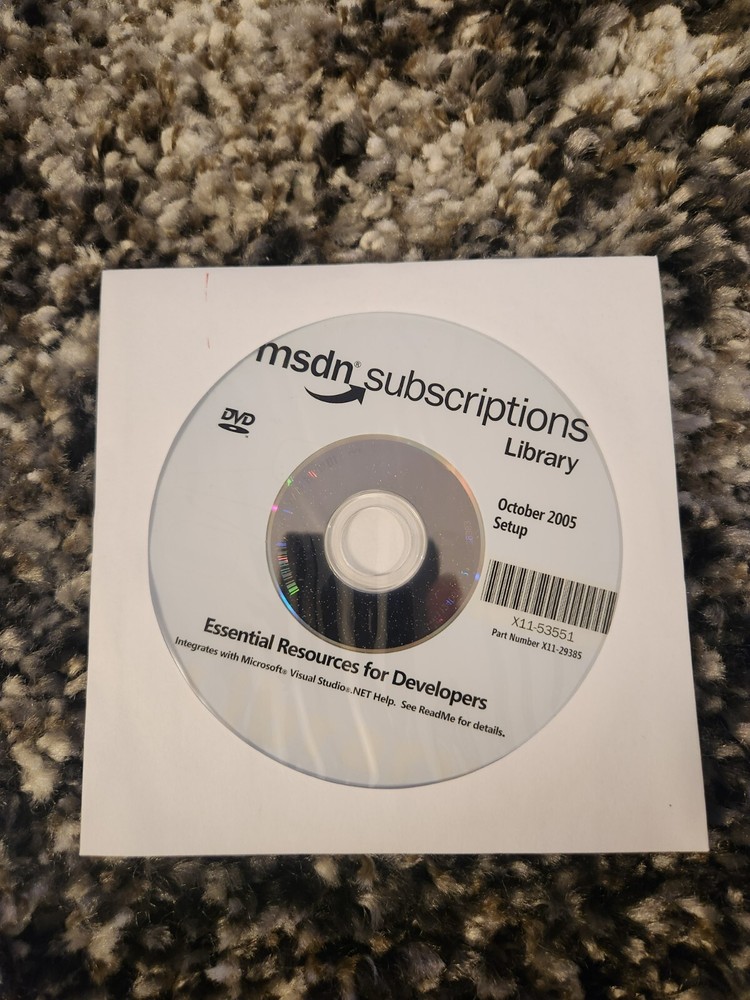 msdn® subscriptions
Library
DVD
October 2005
Setup
X11-53551
Part Number X11-29385
Essential Resources for Developers
Integrates with Microsoft® Visual Studio®.NET Help. See ReadMe for details.